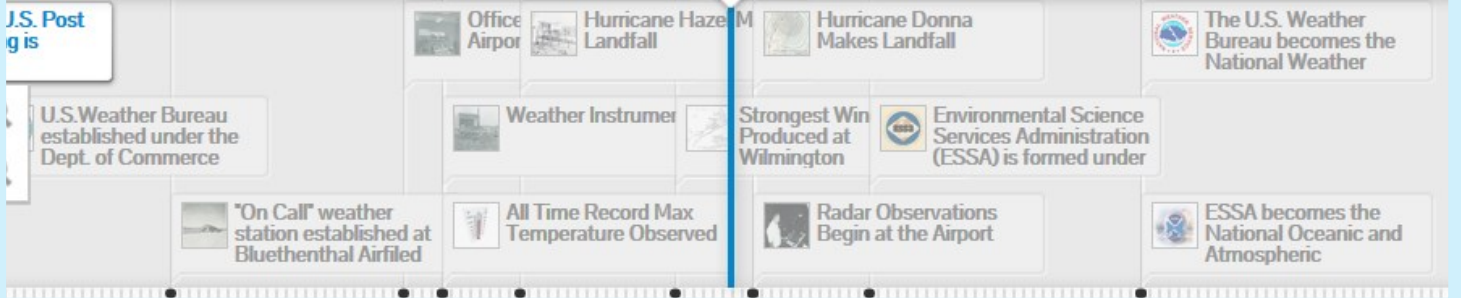 U.S. Post
g is
Office
Airpor
Hurricane Haze
Landfall
M
Hurricane Donna
Makes Landfall
The U.S. Weather
Bureau becomes the
National Weather
U.S.Weather Bureau
established under the
Dept. of Commerce
Weather Instrumer
Strongest Win
Produced at
Wilmington
ESSA
Environmental Science
Services Administration
(ESSA) is formed under
"On Call" weather
station established at
Bluethenthal Airfiled
All Time Record Max
Temperature Observed
Radar Observations
Begin at the Airport
ESSA becomes the
National Oceanic and
Atmospheric